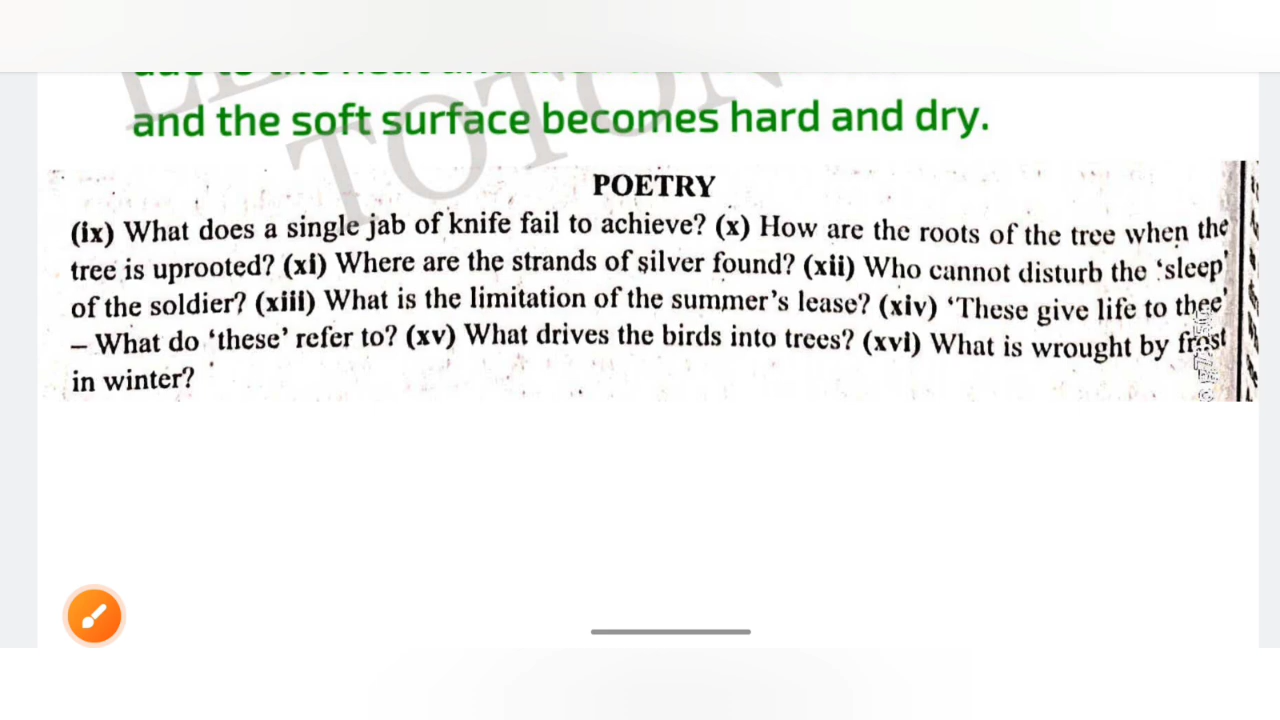 and the soft surface becomes hard and dry.
POETRY
(ix) What does a single jab of knife fail to achieve? (x) How are the roots of the tree when the
tree is uprooted? (xi) Where are the strands of silver found? (xii) Who cannot disturb the ‘sleep’
of the soldier? (xiii) What is the limitation of the summer’s lease? (xiv) ‘These give life to thee’
– What do ‘these’ refer to? (xv) What drives the birds into trees? (xvi) What is wrought by frost
in winter?